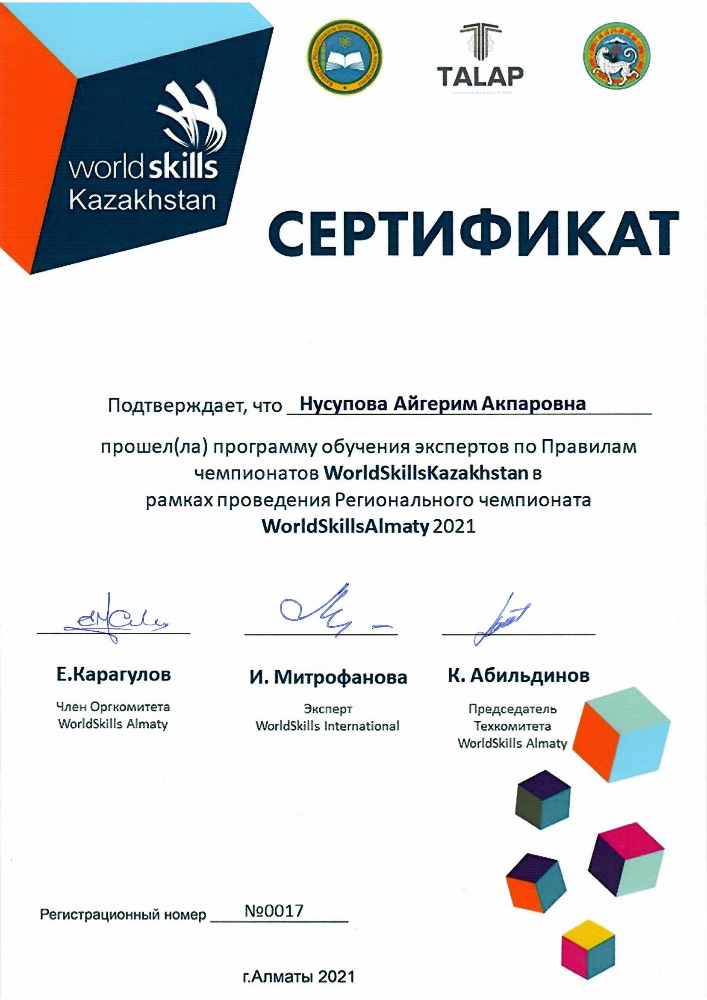 TALAP
world skills
Kazakhstan
СЕРТИФИКАТ
Подтверждает, что Нусупова Айгерим Акпаровна
прошел(ла) программу обучения экспертов по Правилам
чемпионатов WorldSkillsKazakhstan в
рамках проведения Регионального чемпионата
WorldSkillsAlmaty 2021
Е.Карагулов
Член Оргкомитета
WorldSkills Almaty
И. Митрофанова
Эксперт
WorldSkills International
К. Абильдинов
Председатель
Техкомитета
WorldSkills Almaty
Регистрационный номер №0017
г.Алматы 2021